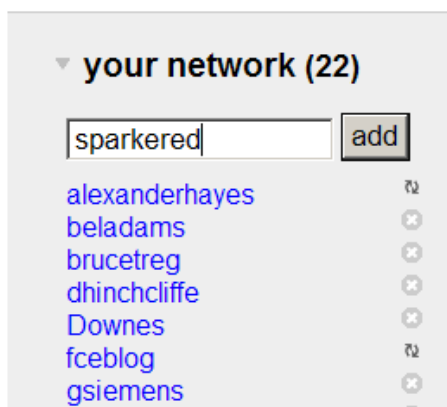 your network (22)
sparkered add
alexanderhayes
beladams
brucetreg
dhinchcliffe
Downes
fceblog
gsiemens